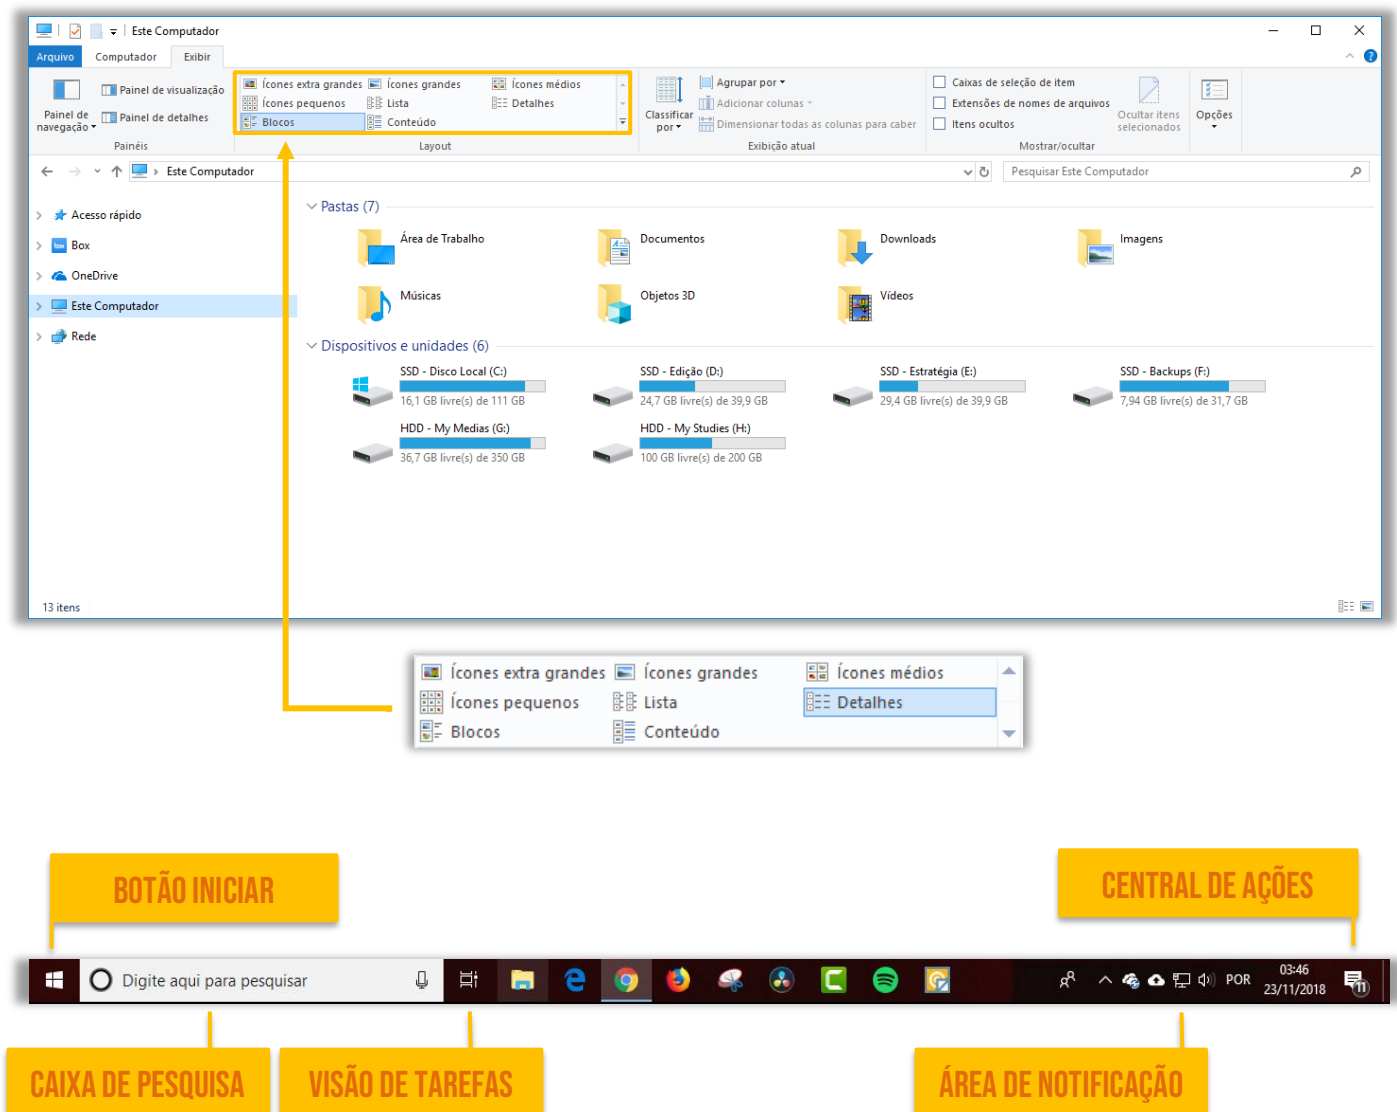 Este Computador
Arquivo Computador Exibir
Painel de navegação
Painel de visualização
Painel de detalhes
Painéis
Ícones extra grandes Ícones grandes Ícones médios
Ícones pequenos Lista Detalhes
Blocos Conteúdo
Layout
Classificar por
Agrupar por
Adicionar colunas
Dimensionar todas as colunas para caber
Exibição atual
Caixas de seleção de item
Extensões de nomes de arquivos
Itens ocultos
Ocultar itens selecionados
Mostrar/ocultar
Opções
Este Computador
Pesquisar Este Computador
Acesso rápido
box Box
OneDrive
Este Computador
Rede
Pastas (7)
Área de Trabalho Documentos Downloads Imagens
Músicas Objetos 3D Vídeos
Dispositivos e unidades (6)
SSD - Disco Local (C:) SSD - Edição (D:) SSD - Estratégia (E:) SSD - Backups (F:)
16,1 GB livre(s) de 111 GB 24,7 GB livre(s) de 39,9 GB 29,4 GB livre(s) de 39,9 GB 7,94 GB livre(s) de 31,7 GB
HDD - My Medias (G:) HDD - My Studies (H:)
36,7 GB livre(s) de 350 GB 100 GB livre(s) de 200 GB
13 itens
Ícones extra grandes Ícones grandes Ícones médios
Ícones pequenos Lista Detalhes
Blocos Conteúdo
BOTÃO INICIAR
CENTRAL DE AÇÕES
Digite aqui para pesquisar
POR
03:46
23/11/2018
11
CAIXA DE PESQUISA
VISÃO DE TAREFAS
ÁREA DE NOTIFICAÇÃO